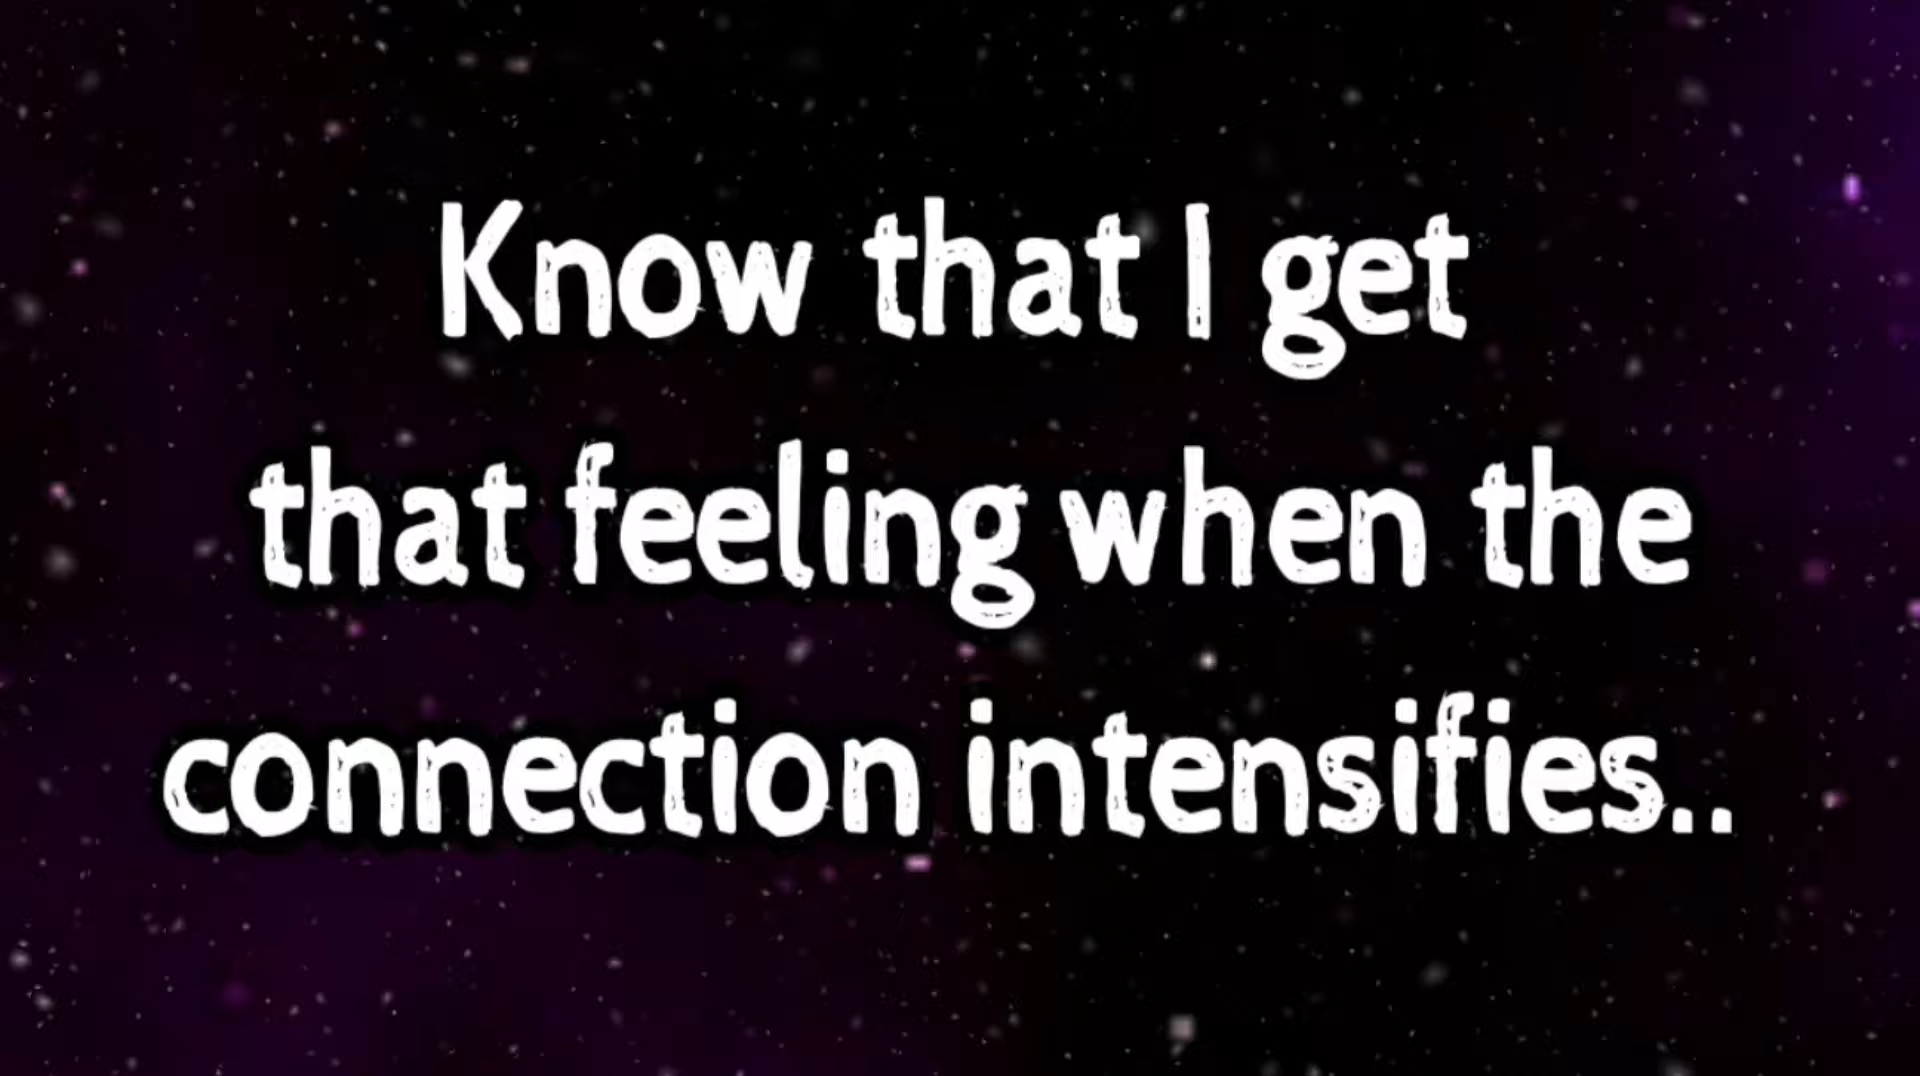 Know that I get
that feeling when the
connection intensifies..